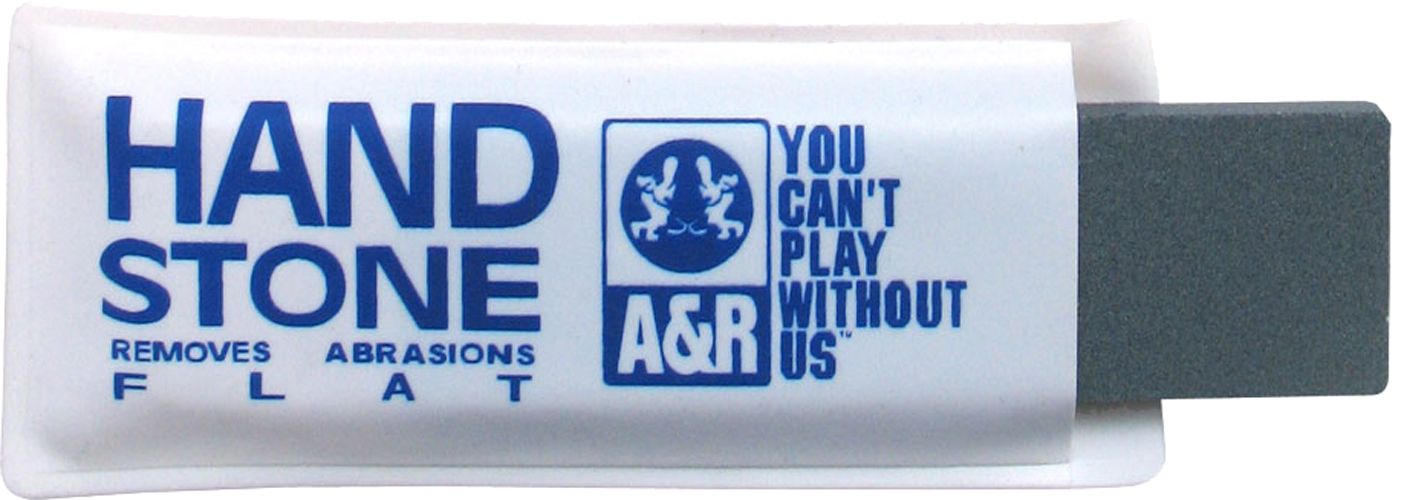 HAND
STONE
REMOVES ABRASIONS
FLAT
A&R
YOU
CAN'T
PLAY
WITHOUT
US™